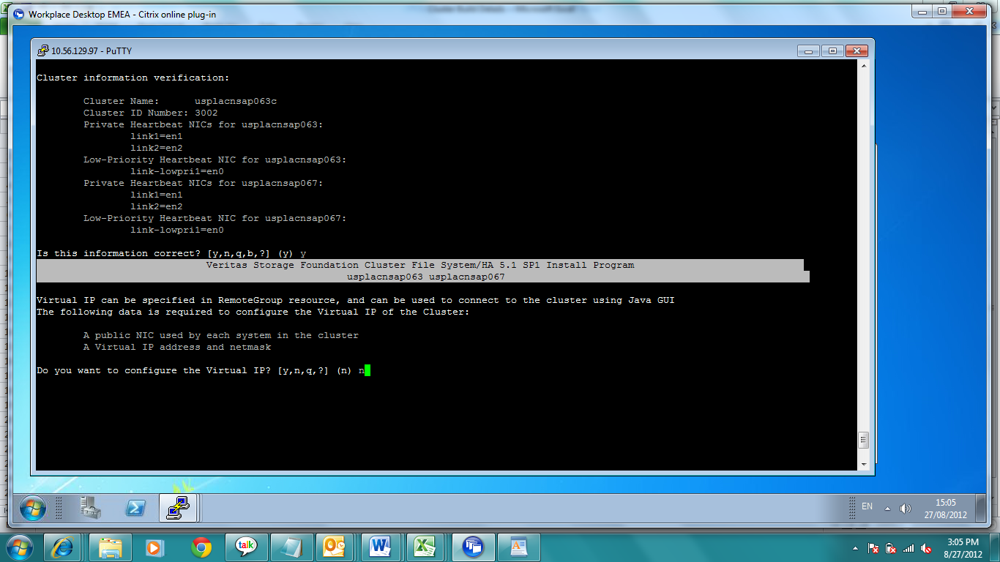 Workplace Desktop EMEA - Citrix online plug-in
10.56.129.97 - PuTTY
Cluster information verification:
Cluster Name: usplacnsap063c
Cluster ID Number: 3002
Private Heartbeat NICs for usplacnsap063:
link1=en1
link2=en2
Low-Priority Heartbeat NIC for usplacnsap063:
link-lowpri1=en0
Private Heartbeat NICs for usplacnsap067:
link1=en1
link2=en2
Low-Priority Heartbeat NIC for usplacnsap067:
link-lowpri1=en0
Is this information correct? [y,n,q,b,?] (y) y
Veritas Storage Foundation Cluster File System/HA 5.1 SP1 Install Program
usplacnsap063 usplacnsap067
Virtual IP can be specified in RemoteGroup resource, and can be used to connect to the cluster using Java GUI
The following data is required to configure the Virtual IP of the Cluster:
A public NIC used by each system in the cluster
A Virtual IP address and netmask
Do you want to configure the Virtual IP? [y,n,q,?] (n) n
EN
15:05
27/08/2012
talk
3:05 PM
8/27/2012